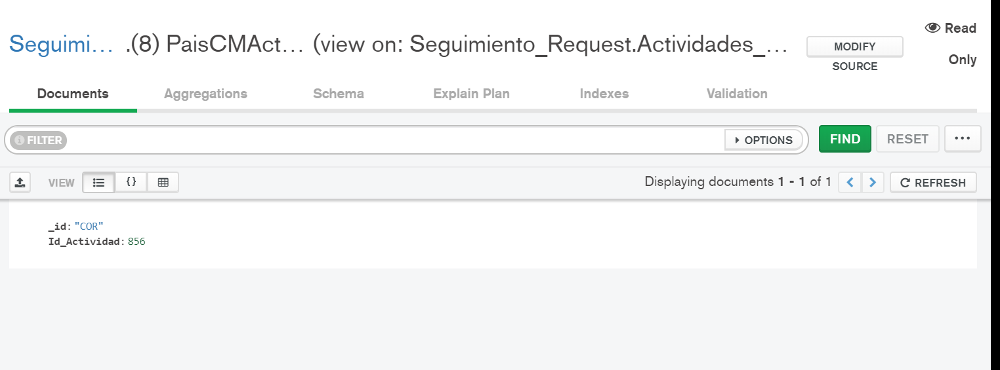 Seguimi… .(8) PaisCMAct… (view on: Seguimiento_Request.Actividades_…
MODIFY
SOURCE
Read
Only
Documents Aggregations Schema Explain Plan Indexes Validation
FILTER OPTIONS FIND RESET ...
VIEW { } Displaying documents 1 - 1 of 1 < > REFRESH
_id: "COR"
Id_Actividad: 856